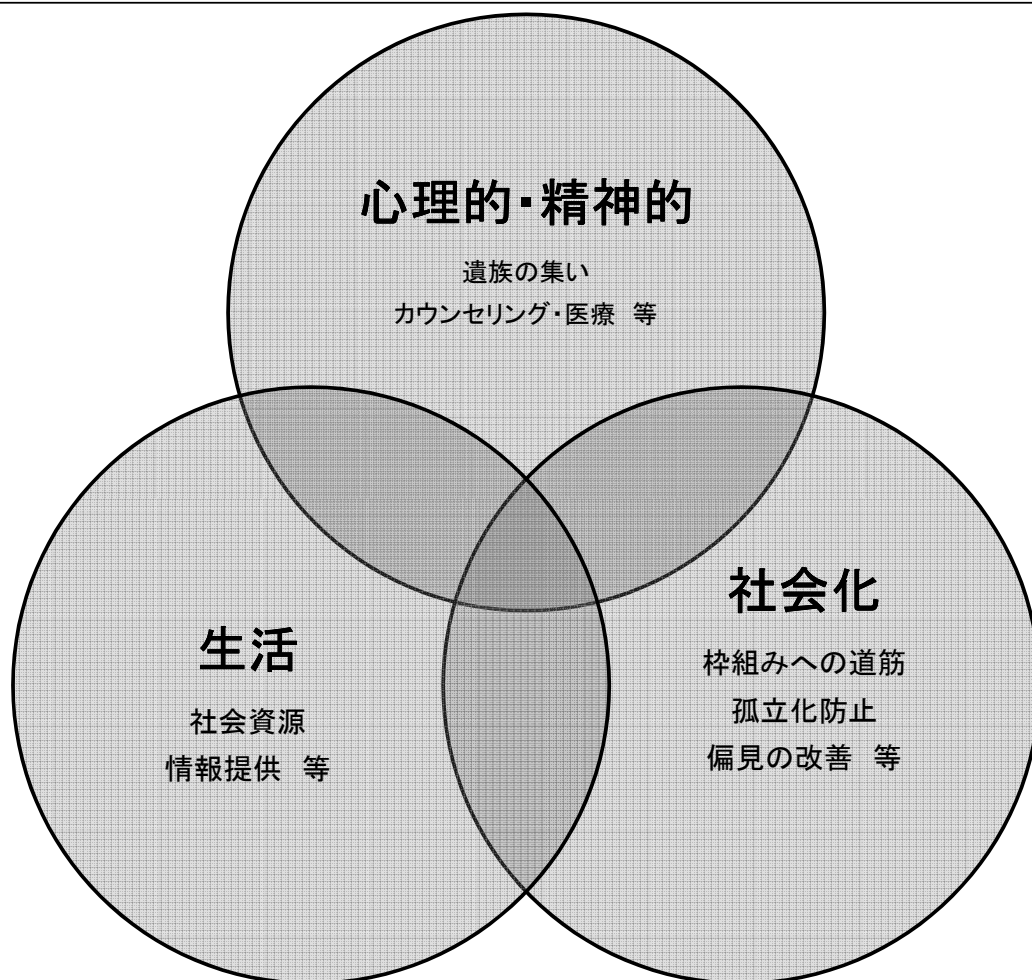 心理的・精神的
遺族の集い
カウンセリング・医療　等
生活
社会資源
情報提供　等
社会化
枠組みへの道筋
孤立化防止
偏見の改善　等